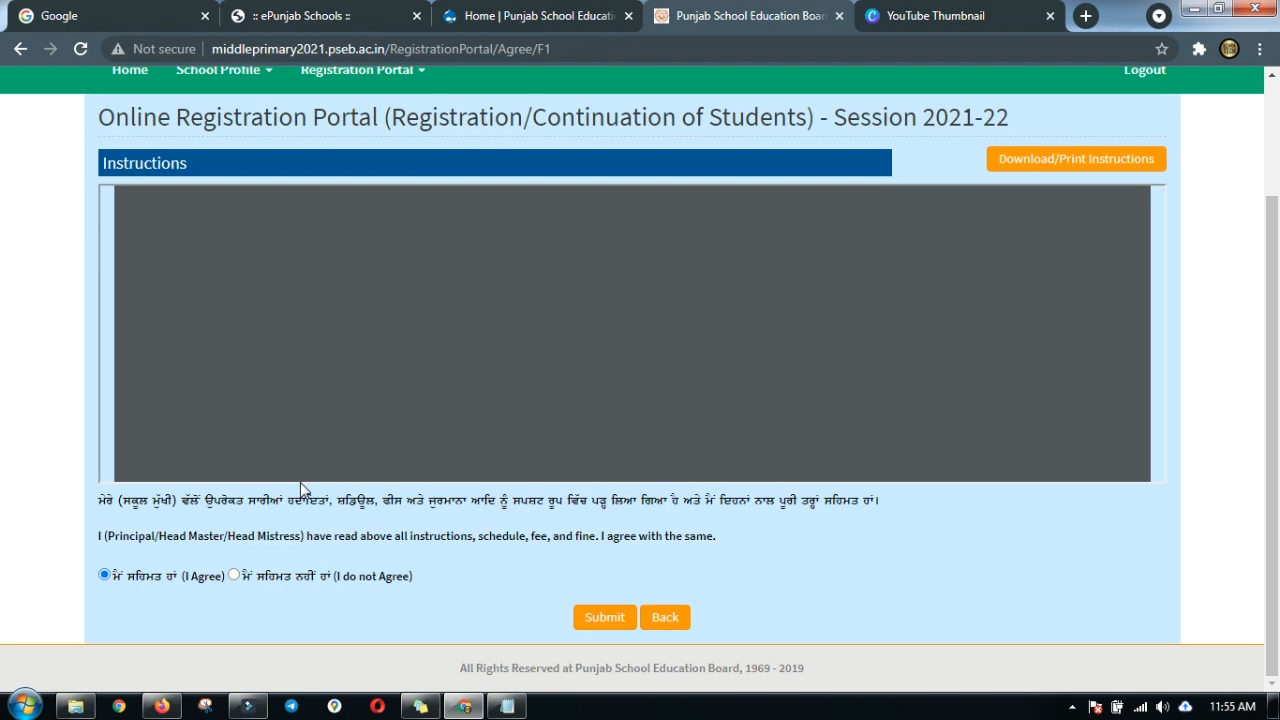 Google
:: ePunjab Schools ::
Home | Punjab School Educati
Punjab School Education Boar
YouTube Thumbnail
Not secure
middleprimary2021.pseb.ac.in/RegistrationPortal/Agree/F1
Home
School Profile
Registration Portal
Logout
Online Registration Portal (Registration/Continuation of Students) - Session 2021-22
Instructions
Download/Print Instructions
ਮੇਰੇ (ਸਕੂਲ ਮੁੱਖੀ) ਵੱਲੋਂ ਉਪਰੋਕਤ ਸਾਰੀਆਂ ਹਦਾਇਤਾਂ, ਸ਼ਡਿਊਲ, ਫੀਸ ਅਤੇ ਜੁਰਮਾਨਾ ਆਦਿ ਨੂੰ ਸਪਸ਼ਟ ਰੂਪ ਵਿੱਚ ਪੜ੍ਹ ਲਿਆ ਗਿਆ ਹੈ ਅਤੇ ਮੈਂ ਇਹਨਾਂ ਨਾਲ ਪੂਰੀ ਤਰ੍ਹਾਂ ਸਹਿਮਤ ਹਾਂ।
I (Principal/Head Master/Head Mistress) have read above all instructions, schedule, fee, and fine. I agree with the same.
ਮੈਂ ਸਹਿਮਤ ਹਾਂ (I Agree) ਮੈਂ ਸਹਿਮਤ ਨਹੀਂ ਹਾਂ (I do not Agree)
Submit Back
All Rights Reserved at Punjab School Education Board, 1969 - 2019
11:55 AM